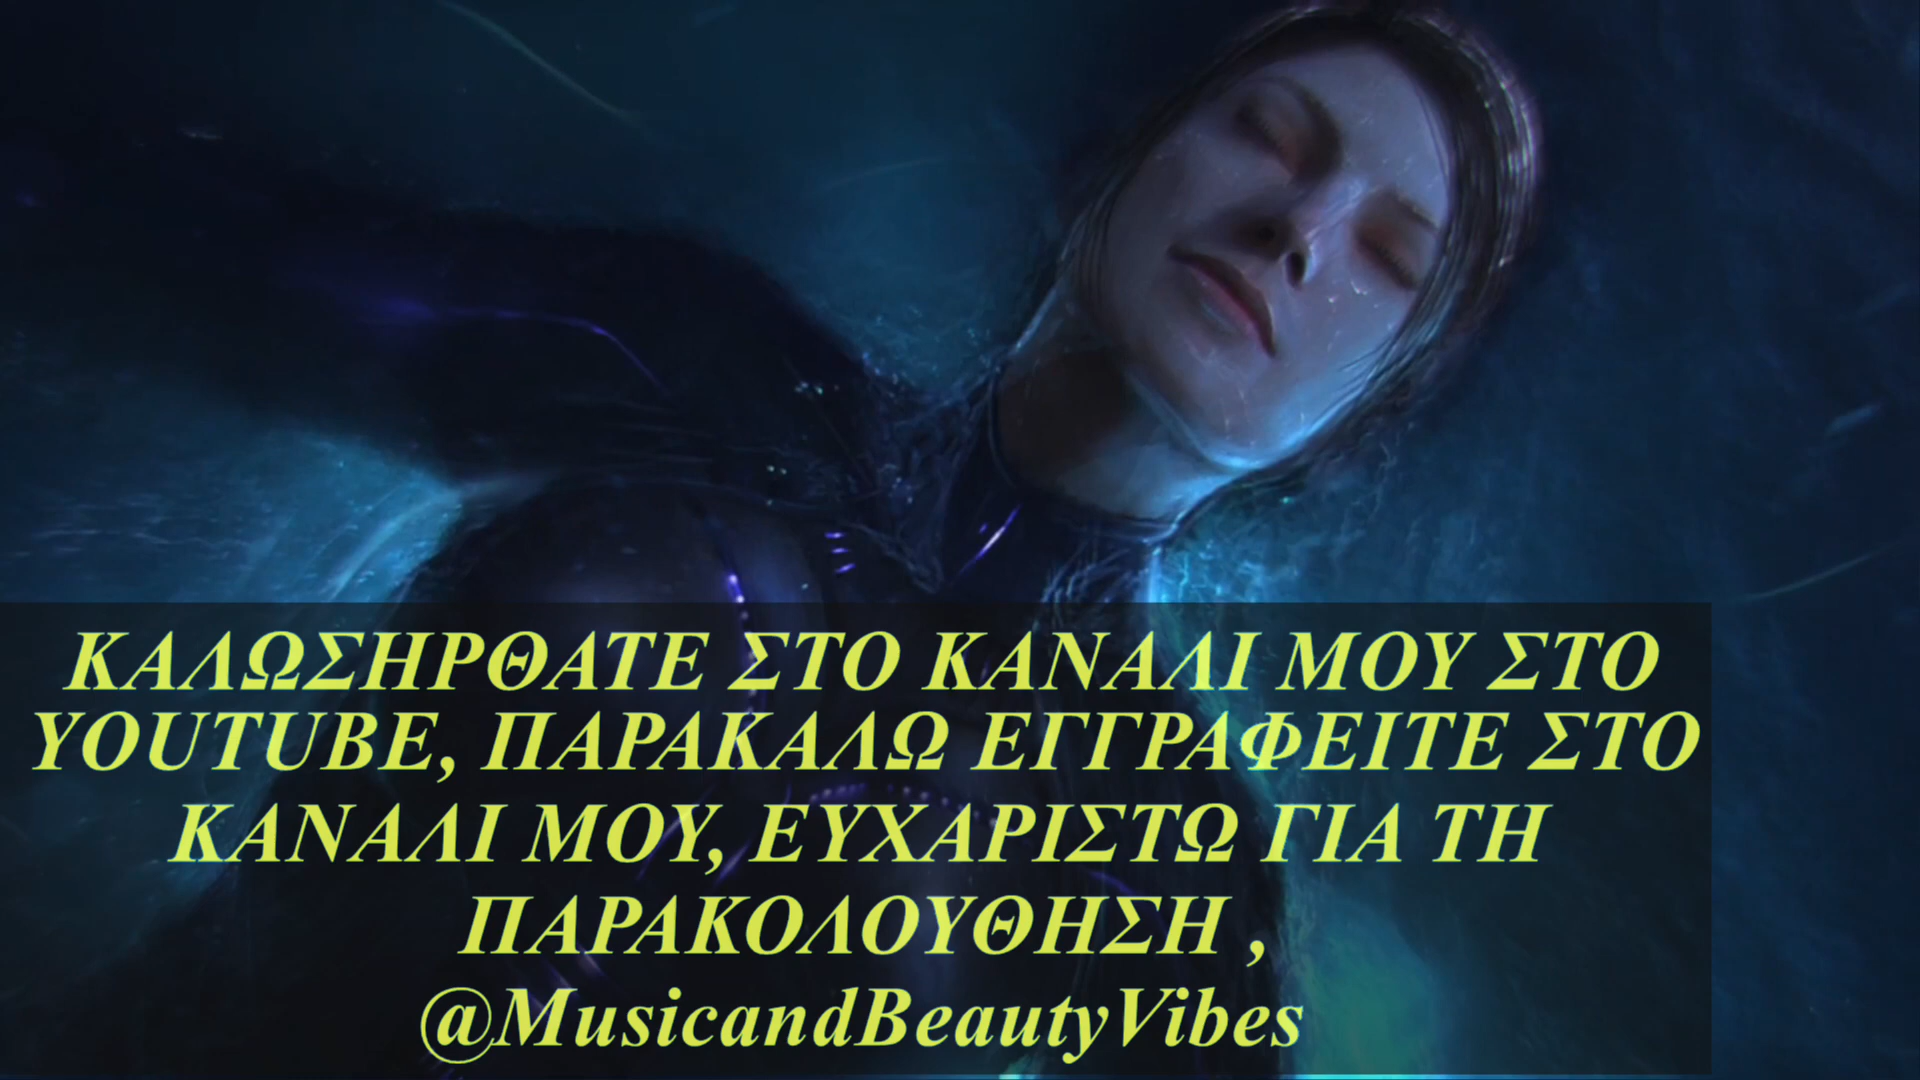 ΚΑΛΩΣΗΡΘΑΤΕ ΣΤΟ ΚΑΝΑΛΙ ΜΟΥ ΣΤΟ
YOUTUBE, ΠΑΡΑΚΑΛΩ ΕΓΓΡΑΦΕΙΤΕ ΣΤΟ
ΚΑΝΑΛΙ ΜΟΥ, ΕΥΧΑΡΙΣΤΩ ΓΙΑ ΤΗ
ΠΑΡΑΚΟΛΟΥΘΗΣΗ ,
@MusicandBeautyVibes